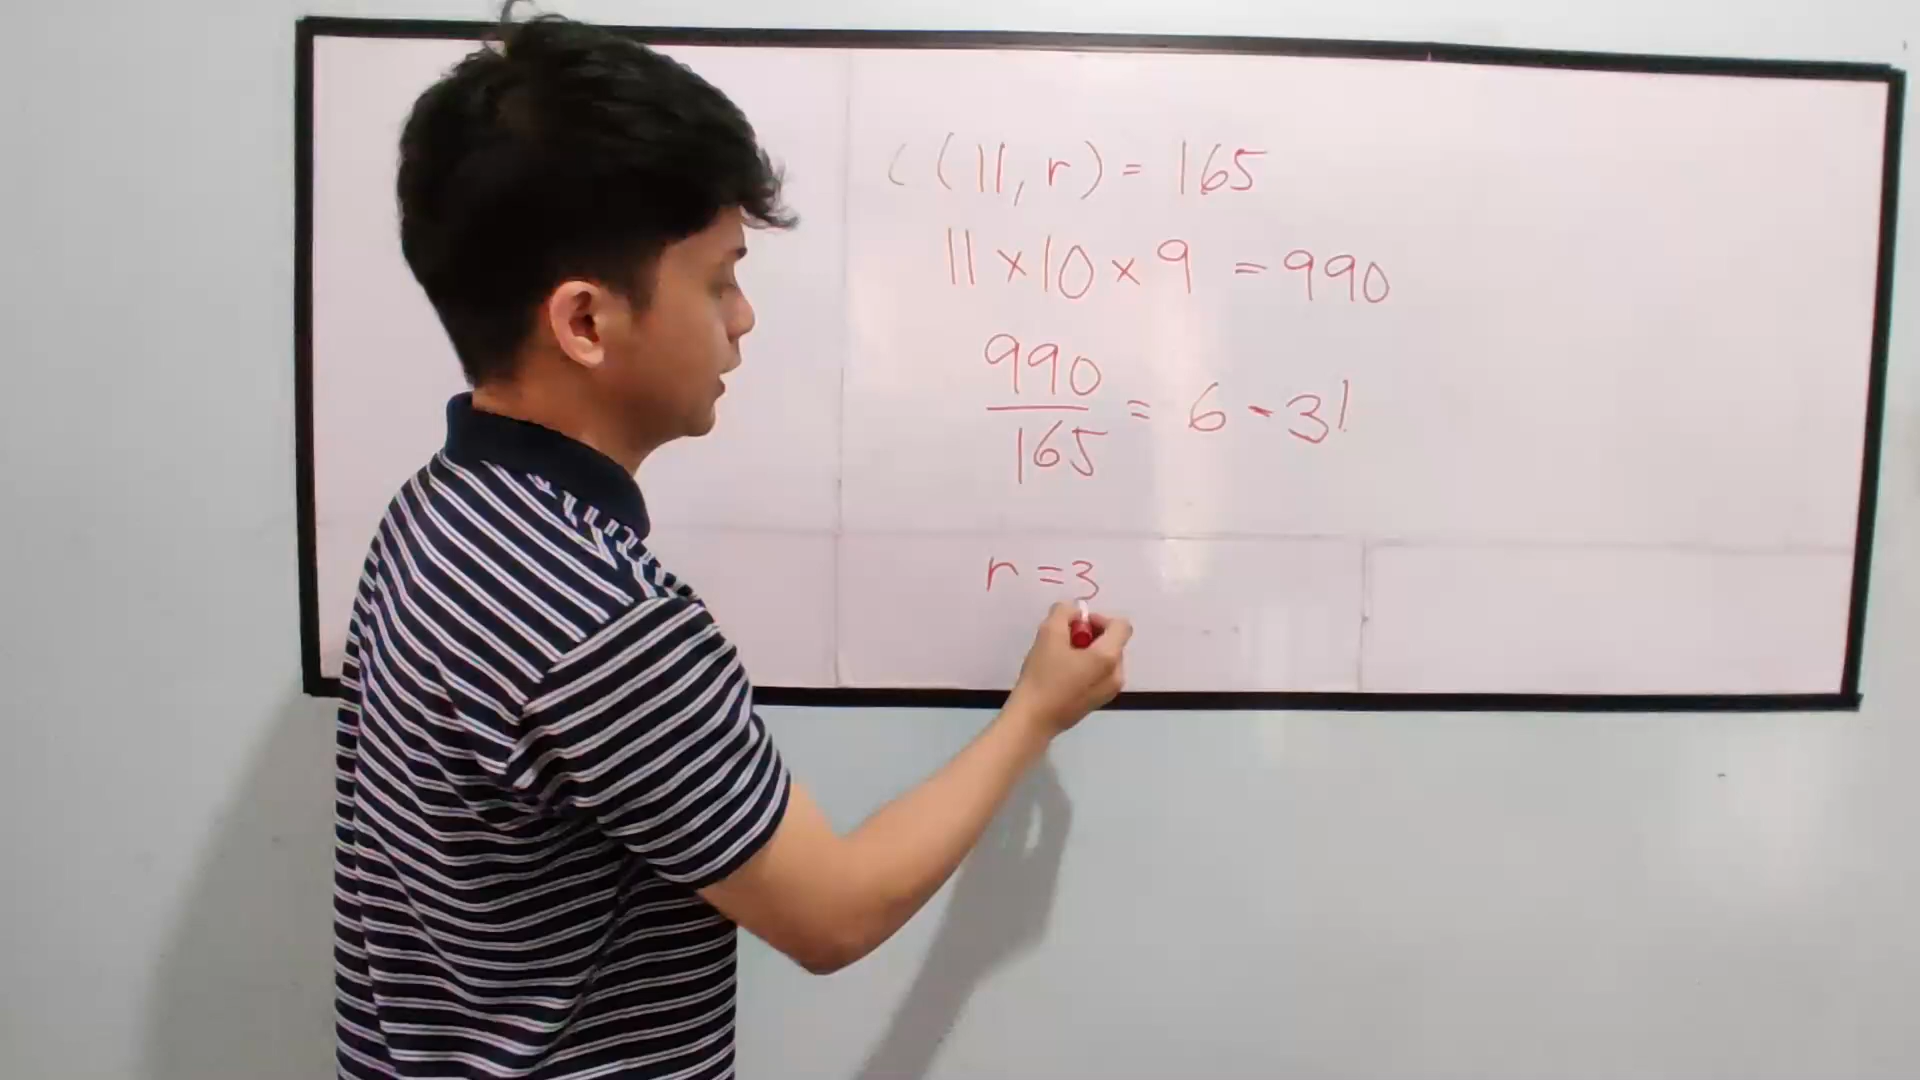 C(11,r) = 165
11 × 10 × 9 = 990
990
165 = 6 - 3!
r = 3